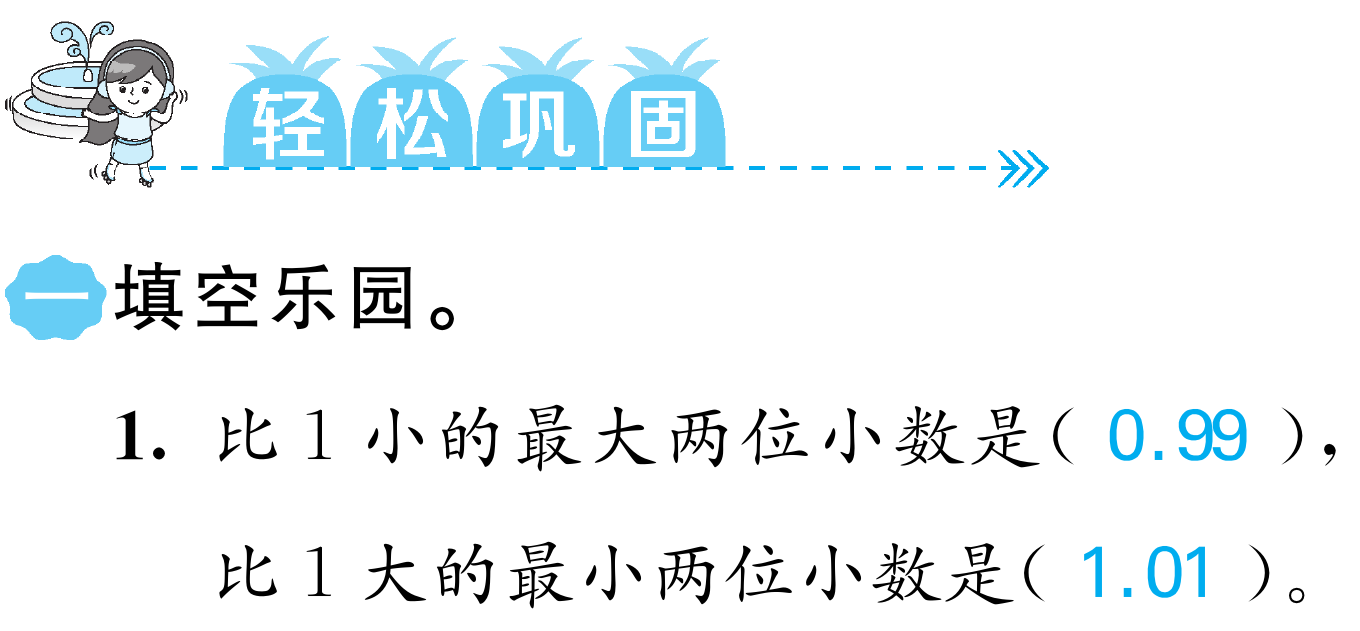 轻松巩固
一 填空乐园。
1. 比1小的最大两位小数是( 0.99 ),
比1大的最小两位小数是( 1.01 )。